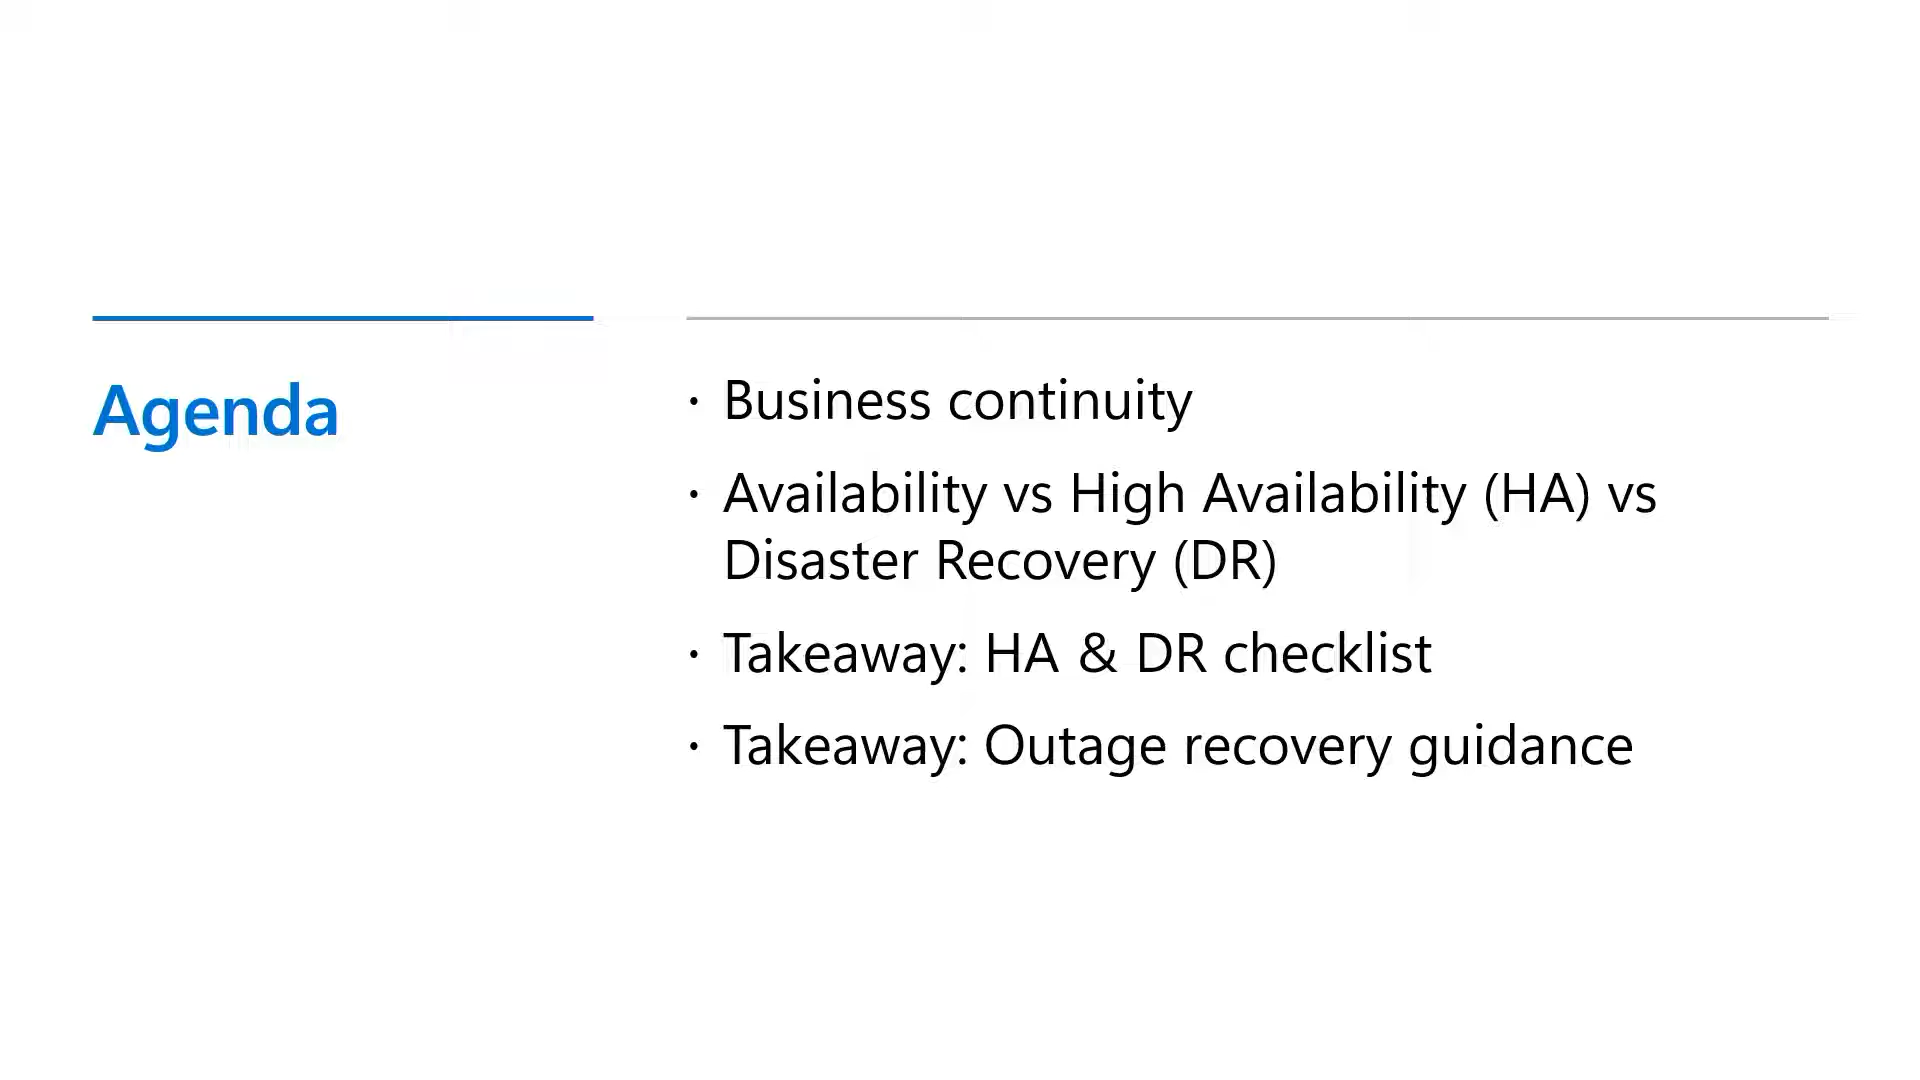 Agenda
· Business continuity
· Availability vs High Availability (HA) vs
Disaster Recovery (DR)
· Takeaway: HA & DR checklist
· Takeaway: Outage recovery guidance